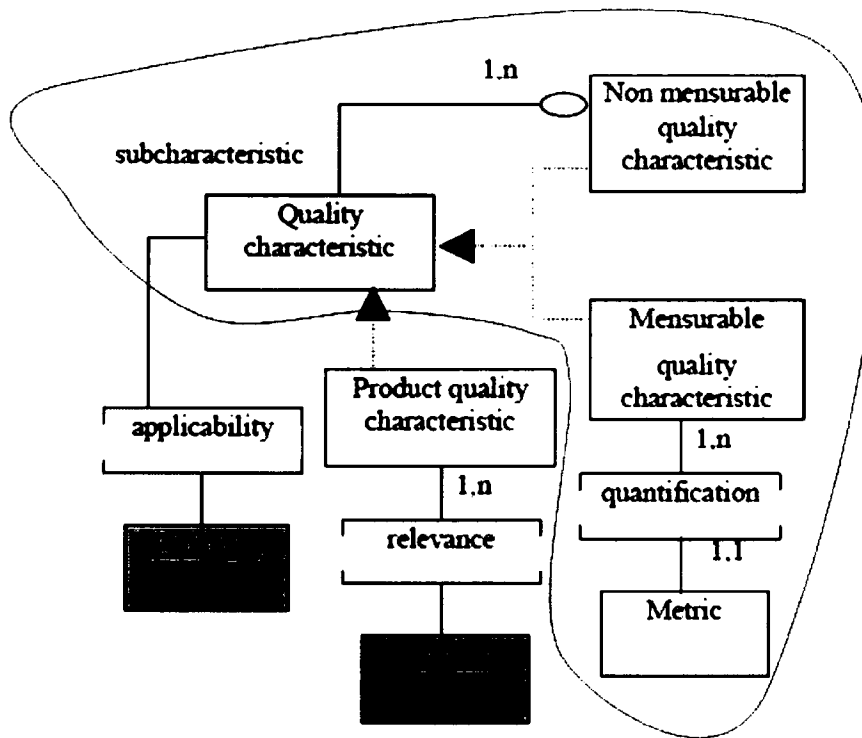 1.n
Non mensurable
quality
characteristic
subcharacteristic
Quality
characteristic
Mensurable
quality
characteristic
Product quality
characteristic
applicability
1.n
1.n
quantification
relevance
1.1
Metric